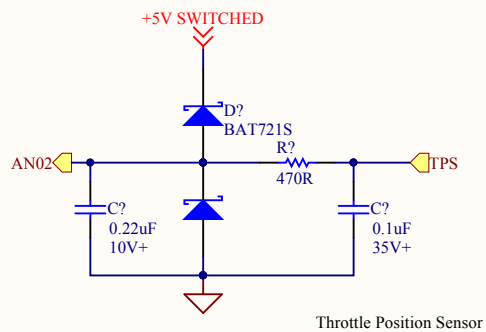 +5V SWITCHED
D?
BAT721S
R?
AN02
TPS
470R
C?
0.22uF
10V+
C?
0.1uF
35V+
Throttle Position Sensor